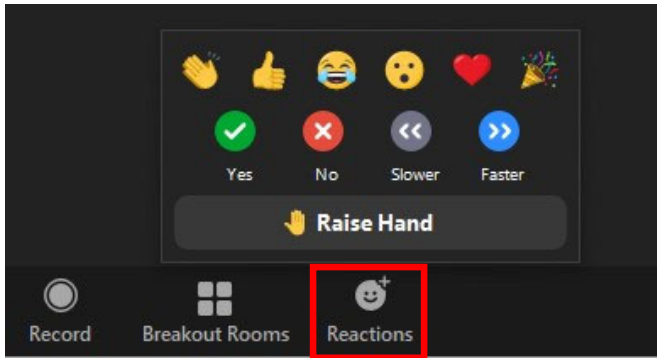 Yes No Slower Faster
Raise Hand
Record Breakout Rooms Reactions